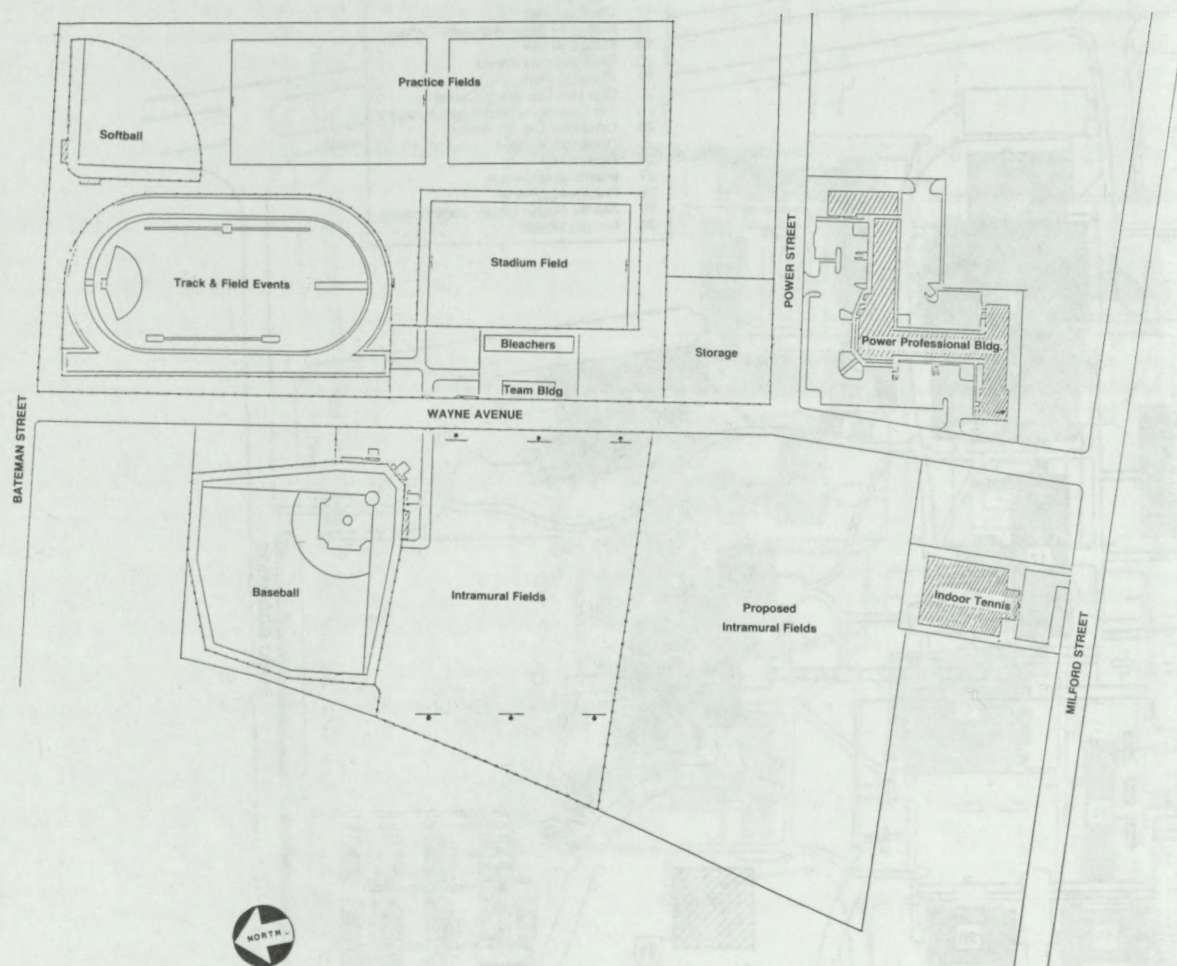 Practice Fields
Softball
Track & Field Events
Stadium Field
Bleachers
Team Bldg
Storage
POWER STREET
Power Professional Bldg.
WAYNE AVENUE
BATEMAN STREET
Baseball
Intramural Fields
Proposed
Intramural Fields
Indoor Tennis
MILFORD STREET
NORTH